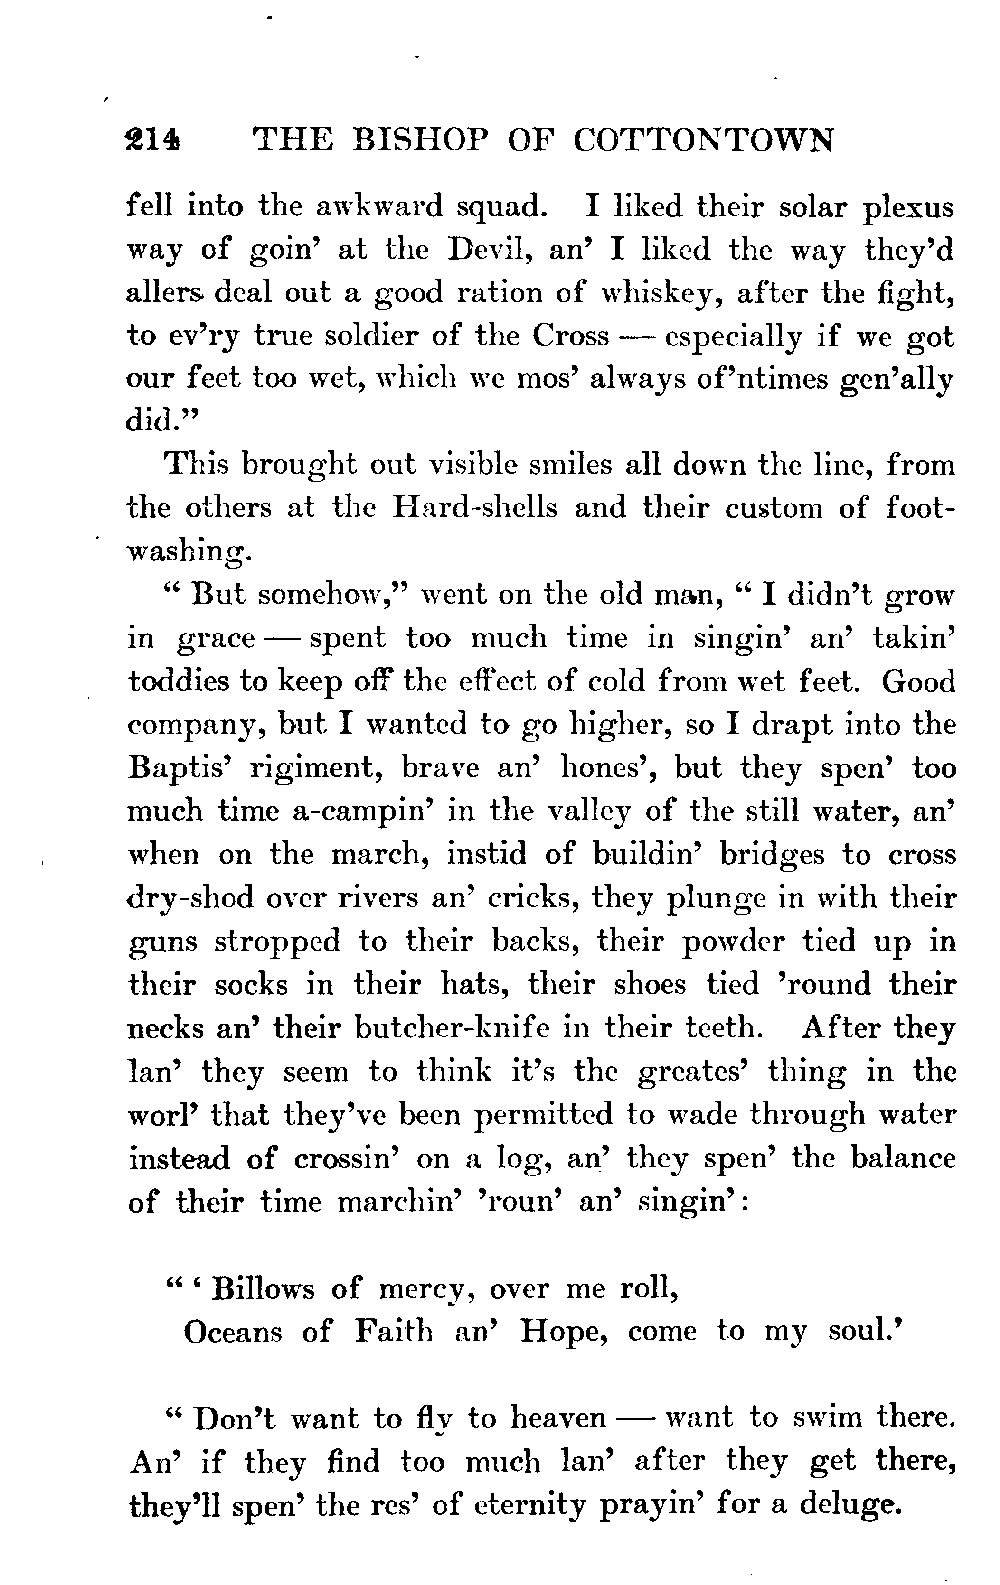 214 THE BISHOP OF COTTONTOWN
fell into the awkward squad. I liked their solar plexus
way of goin' at the Devil, an' I liked the way they'd
allers deal out a good ration of whiskey, after the fight,
to ev'ry true soldier of the Cross — especially if we got
our feet too wet, which we mos' always of'ntimes gen'ally
did."
This brought out visible smiles all down the line, from
the others at the Hard-shells and their custom of foot-
washing.
" But somehow," went on the old man, " I didn't grow
in grace — spent too much time in singin' an' takin'
toddies to keep off the effect of cold from wet feet. Good
company, but I wanted to go higher, so I drapt into the
Baptis' rigiment, brave an' hones', but they spen' too
much time a-campin' in the valley of the still water, an'
when on the march, instid of buildin' bridges to cross
dry-shod over rivers an' cricks, they plunge in with their
guns stropped to their backs, their powder tied up in
their socks in their hats, their shoes tied 'round their
necks an' their butcher-knife in their teeth. After they
lan' they seem to think it's the greates' thing in the
worl' that they've been permitted to wade through water
instead of crossin' on a log, an' they spen' the balance
of their time marchin' 'roun' an' singin':
" ' Billows of mercy, over me roll,
Oceans of Faith an' Hope, come to my soul.'
" Don't want to fly to heaven — want to swim there.
An' if they find too much lan' after they get there,
they'll spen' the res' of eternity prayin' for a deluge.